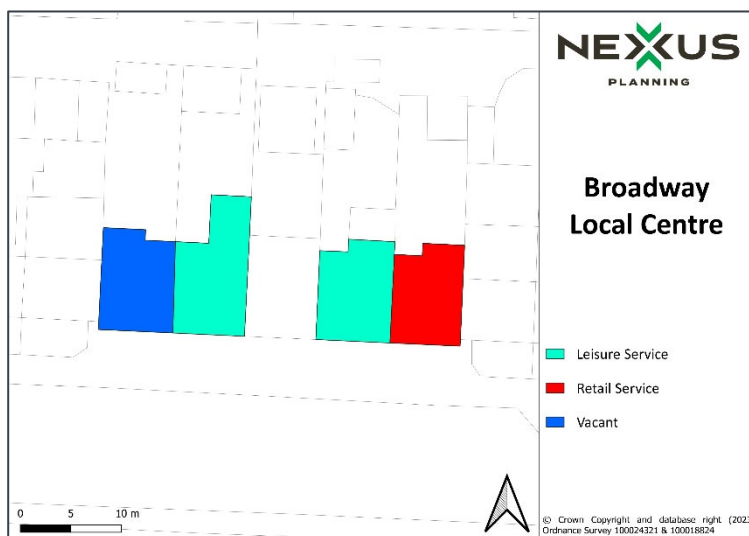 NEXUS
PLANNING
Broadway
Local Centre
Leisure Service
Retail Service
Vacant
0 5 10 m
© Crown Copyright and database right (2023)
Ordnance Survey 100024321 & 100018824